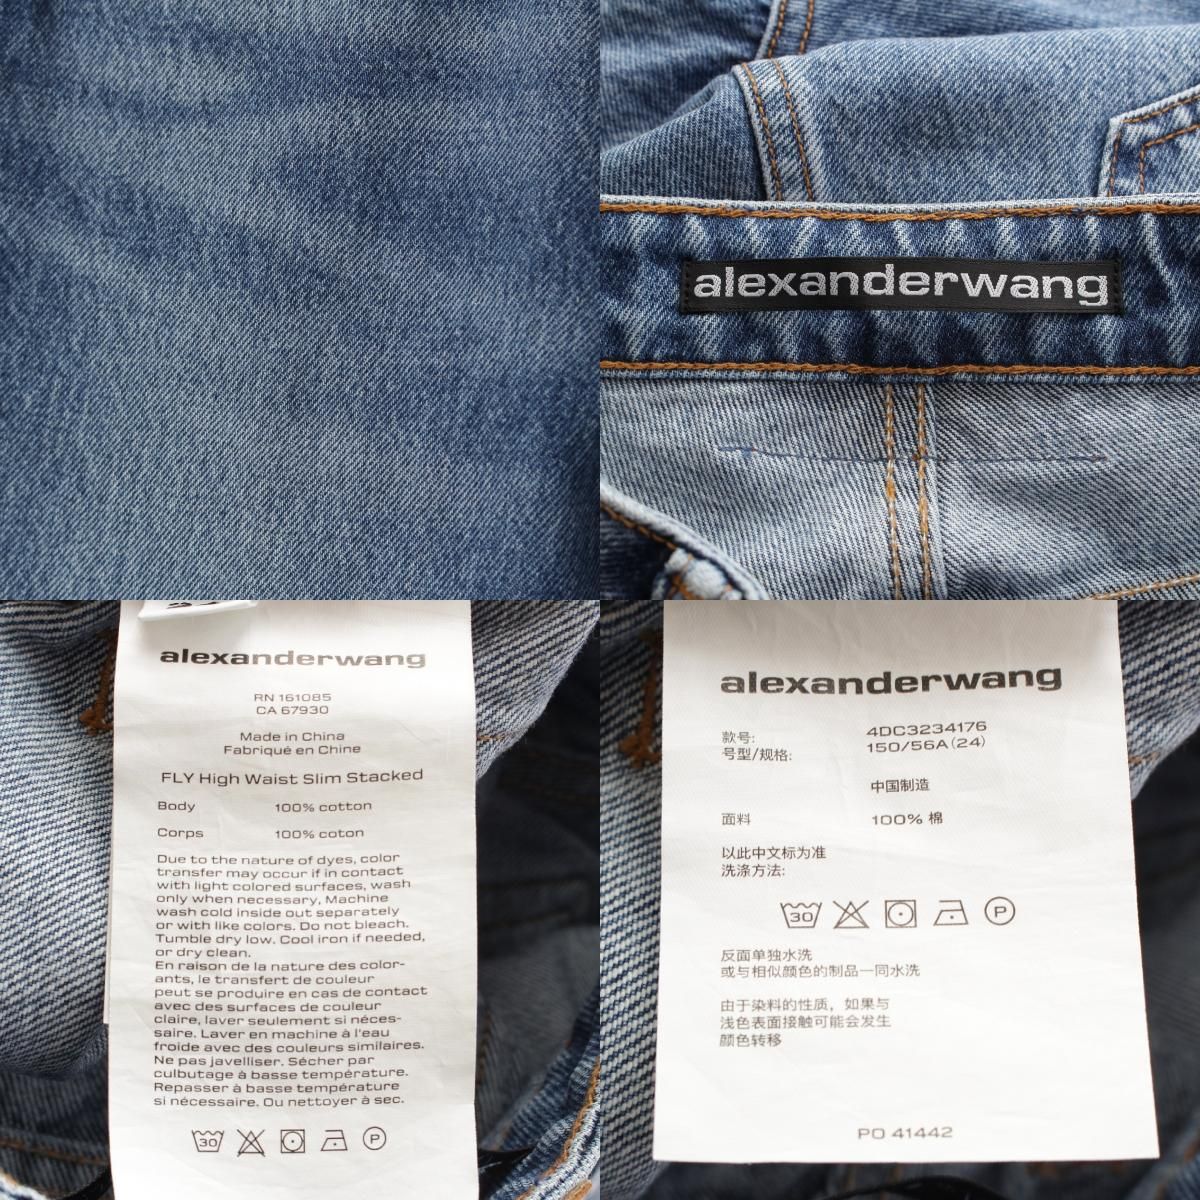 alexanderwang
alexanderwang
RN 161085
CA 67930
Made in China
Fabriqué en Chine
FLY High Waist Slim Stacked
Body 100% cotton
Corps 100% coton
Due to the nature of dyes, color
transfer may occur if in contact
with light colored surfaces, wash
only when necessary, Machine
wash cold inside out separately
or with like colors. Do not bleach.
Tumble dry low. Cool iron if needed,
or dry clean.
En raison de la nature des color-
ants, le transfert de couleur
peut se produire en cas de contact
avec des surfaces de couleur
claire, laver seulement si néces-
saire. Laver en machine à l'eau
froide avec des couleurs similaires.
Ne pas javelliser. Sécher par
culbutage à basse température.
Repasser à basse température
si nécessaire. Ou nettoyer à sec.
30 P
alexanderwang
款号: 4DC3234176
号型/规格: 150/56A(24)
中国制造
面料 100% 棉
以此中文标为准
洗涤方法:
30 P
反面单独水洗
或与相似颜色的制品一同水洗
由于染料的性质，如果与
浅色表面接触可能会发生
颜色转移
PO 41442